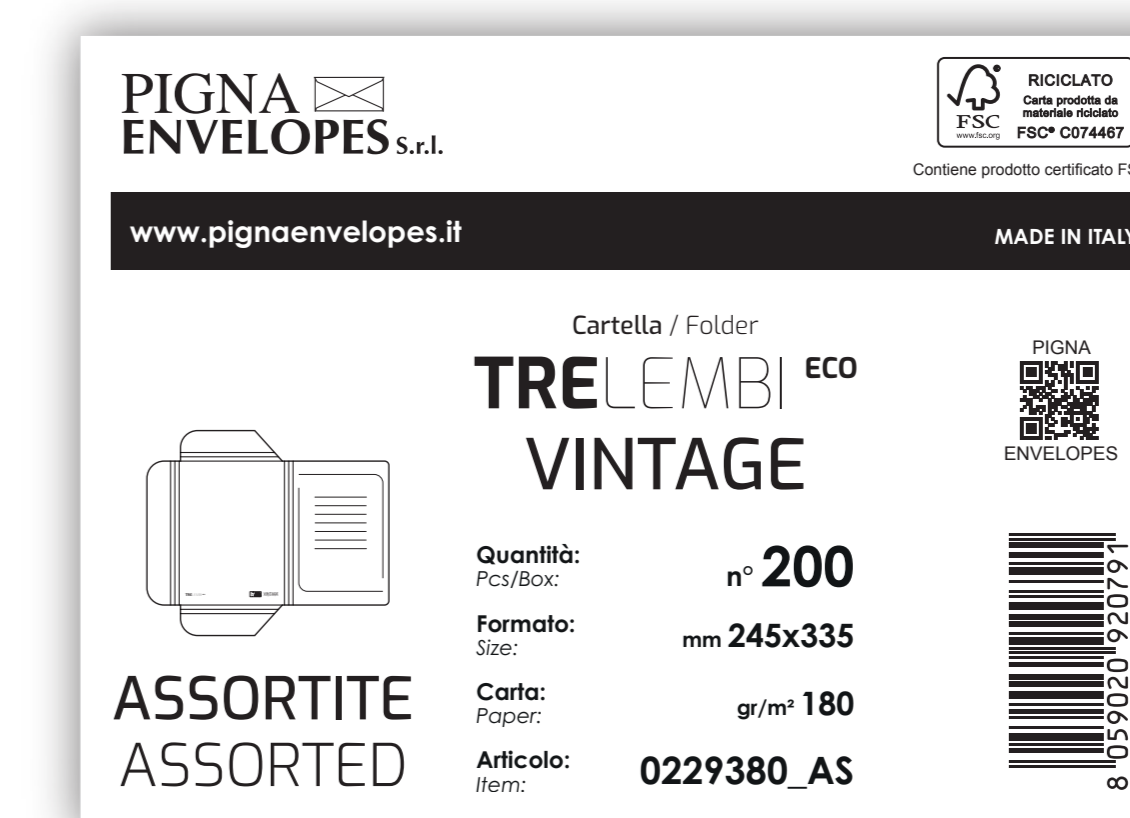 PIGNA
ENVELOPES S.r.l.
FSC
www.fsc.org
RICICLATO
Carta prodotta da
materiale riciclato
FSC® C074467
Contiene prodotto certificato FS
www.pignaenvelopes.it
MADE IN ITALY
Cartella / Folder
TRELEMBI ECO
VINTAGE
PIGNA
ENVELOPES
ASSORTITE
ASSORTED
Quantità:
Pcs/Box:
n° 200
Formato:
Size:
mm 245x335
Carta:
Paper:
gr/m² 180
Articolo:
Item:
0229380_AS
8 059020 920791